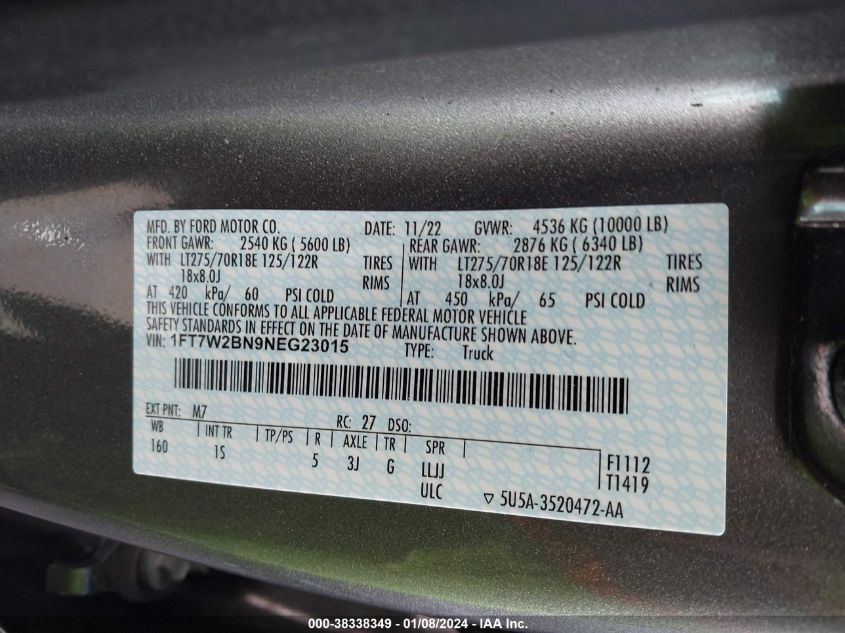 MFD. BY FORD MOTOR CO. DATE: 11/22 GVWR: 4536 KG (10000 LB)
FRONT GAWR: 2540 KG ( 5600 LB) REAR GAWR: 2876 KG ( 6340 LB)
WITH LT275/70R18E 125/122R TIRES WITH LT275/70R18E 125/122R TIRES
18x8.0J RIMS 18x8.0J RIMS
AT 420 kPa/ 60 PSI COLD AT 450 kPa/ 65 PSI COLD
THIS VEHICLE CONFORMS TO ALL APPLICABLE FEDERAL MOTOR VEHICLE
SAFETY STANDARDS IN EFFECT ON THE DATE OF MANUFACTURE SHOWN ABOVE.
VIN: 1FT7W2BN9NEG23015 TYPE: Truck
EXT PNT: M7 RC: 27 DSO:
WB INT TR TP/PS R AXLE TR SPR
160 1S 5 3J G LLJJ F1112
ULC T1419
▽ 5U5A-3520472-AA
000-38338349 - 01/08/2024 - IAA Inc.